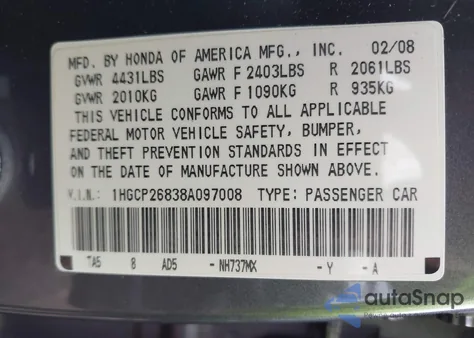 MFD. BY HONDA OF AMERICA MFG., INC. 02/08
GVWR 4431LBS GAWR F 2403LBS R 2061LBS
GVWR 2010KG GAWR F 1090KG R 935KG
THIS VEHICLE CONFORMS TO ALL APPLICABLE
FEDERAL MOTOR VEHICLE SAFETY, BUMPER,
AND THEFT PREVENTION STANDARDS IN EFFECT
ON THE DATE OF MANUFACTURE SHOWN ABOVE.
V.I.N.: 1HGCP26838A097008 TYPE: PASSENGER CAR
TA5 8 AD5 - NH737MX - Y - A
autoSnap